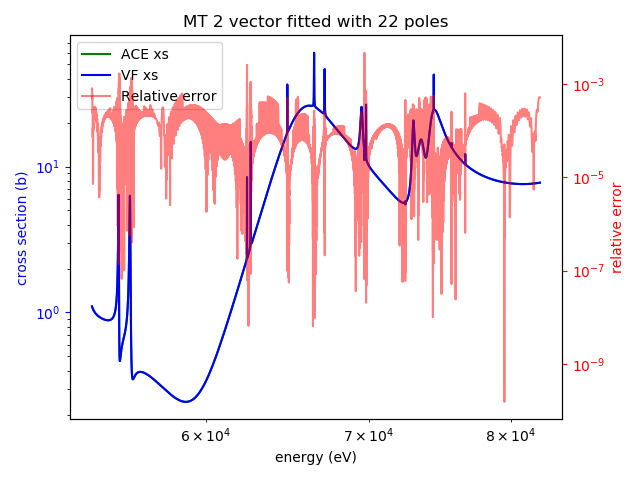 MT 2 vector fitted with 22 poles
ACE xs
VF xs
Relative error
cross section (b)
10¹
10⁰
10⁻³
10⁻⁵
10⁻⁷
10⁻⁹
relative error
6 × 10⁴
7 × 10⁴
8 × 10⁴
energy (eV)